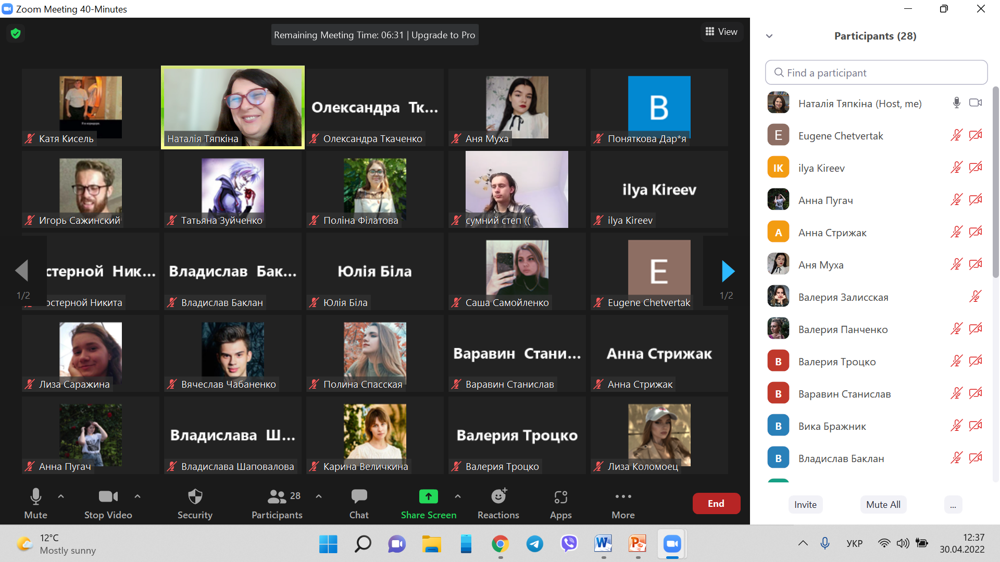 Zoom Meeting 40-Minutes
Remaining Meeting Time: 06:31 | Upgrade to Pro
View
Катя Кисель
Наталія Тяпкіна
Олександра Тк...
Олександра Ткаченко
Аня Муха
В
Поняткова Дар*я
Игорь Сажинский
Татьяна Зуйченко
Поліна Філатова
сумний степ ((
ilya Kireev
ilya Kireev
стерной Ник...
остерной Никита
Владислав Бак...
Владислав Баклан
Юлія Біла
Юлія Біла
Саша Самойленко
E
Eugene Chetvertak
1/2
1/2
Лиза Саражина
Вячеслав Чабаненко
Полина Спасская
Варавин Стани...
Варавин Станислав
Анна Стрижак
Анна Стрижак
Анна Пугач
Владислава Ш...
Владислава Шаповалова
Карина Величкина
Валерия Троцко
Валерия Троцко
Лиза Коломоец
Mute
Stop Video
Security
28
Participants
Chat
Share Screen
Reactions
Apps
More
End
Participants (28)
Find a participant
Наталія Тяпкіна (Host, me)
E Eugene Chetvertak
IK ilya Kireev
Анна Пугач
А Анна Стрижак
Аня Муха
Валерия Залисская
Валерия Панченко
В Валерия Троцко
В Варавин Станислав
В Вика Бражник
В Владислав Баклан
Invite
Mute All
...
12°C
Mostly sunny
УКР
12:37
30.04.2022